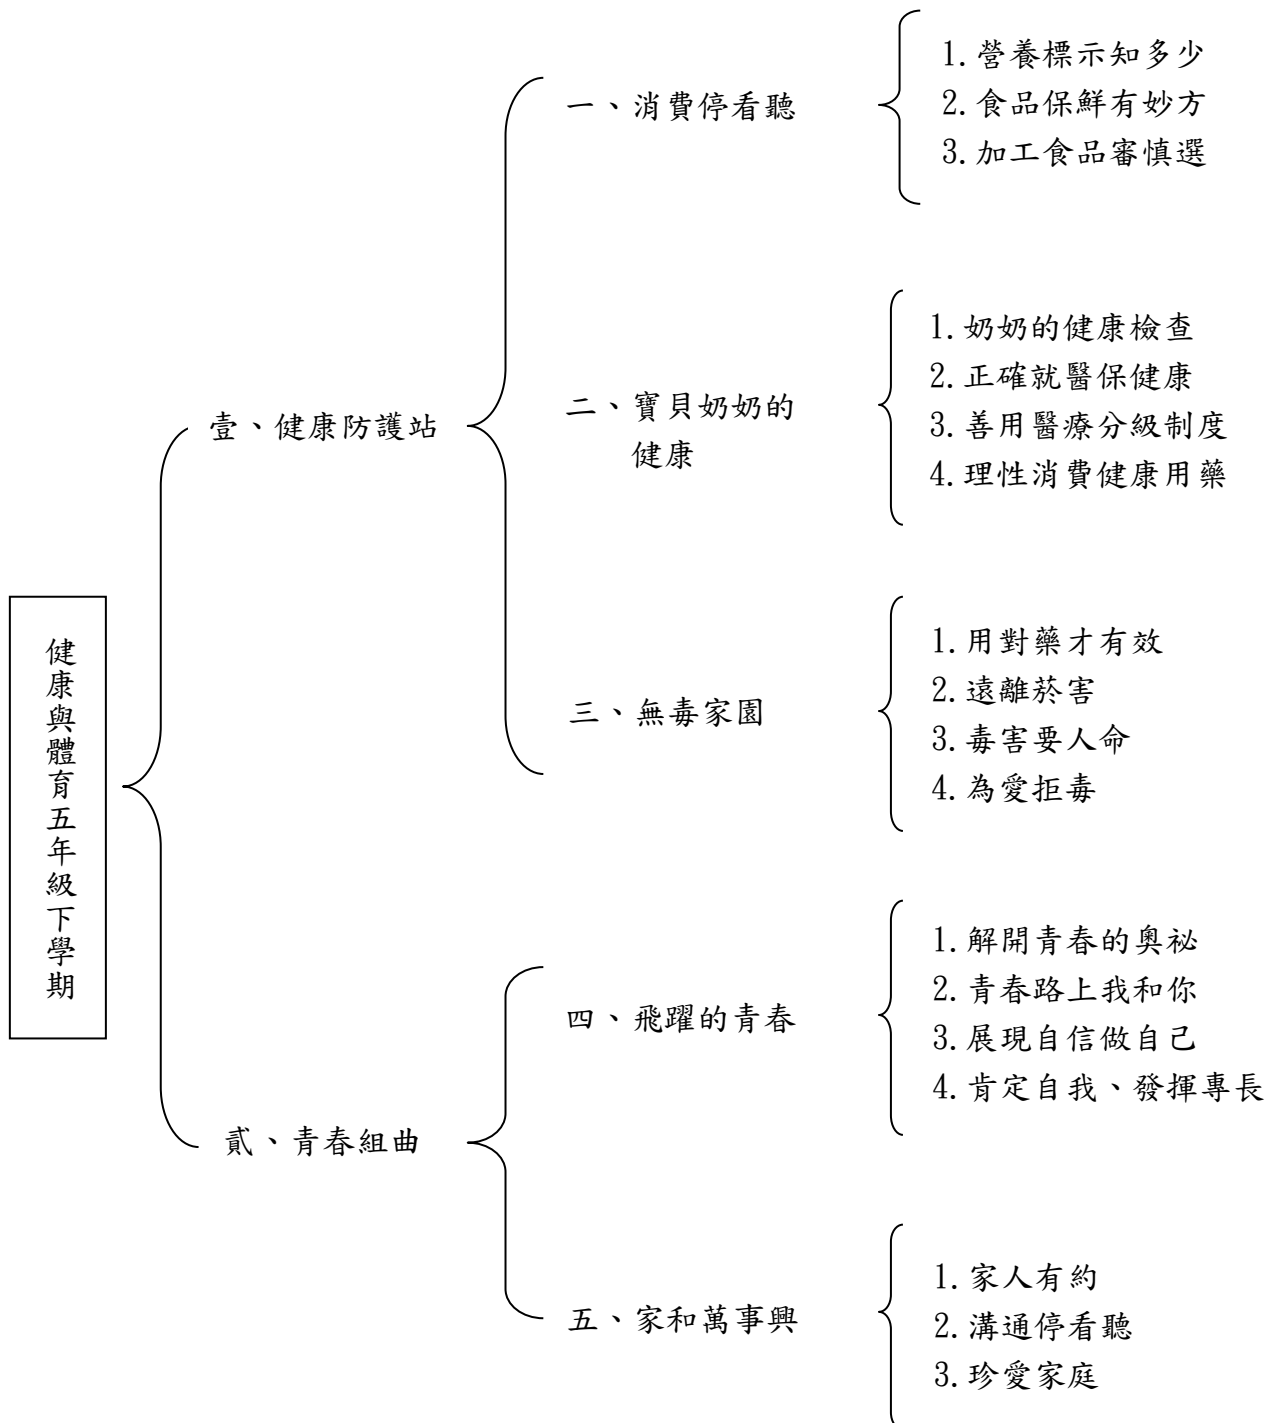 健康與體育五年級下學期
壹、健康防護站
一、消費停看聽
1.營養標示知多少
2.食品保鮮有妙方
3.加工食品審慎選
二、寶貝奶奶的
健康
1.奶奶的健康檢查
2.正確就醫保健康
3.善用醫療分級制度
4.理性消費健康用藥
三、無毒家園
1.用對藥才有效
2.遠離菸害
3.毒害要人命
4.為愛拒毒
貳、青春組曲
四、飛躍的青春
1.解開青春的奧祕
2.青春路上我和你
3.展現自信做自己
4.肯定自我、發揮專長
五、家和萬事興
1.家人有約
2.溝通停看聽
3.珍愛家庭